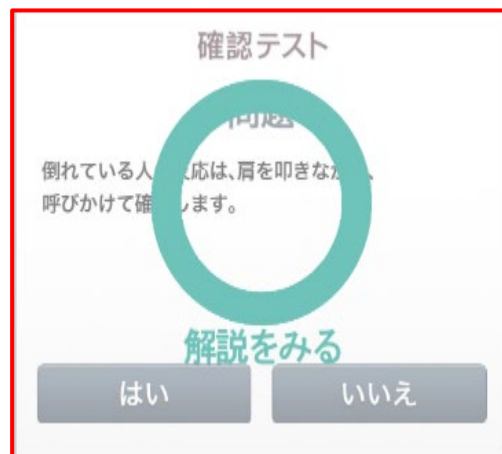 確認テスト
問題
倒れている人 反応は、肩を叩きなが 、
呼びかけて確 します。
解説をみる
はい
いいえ